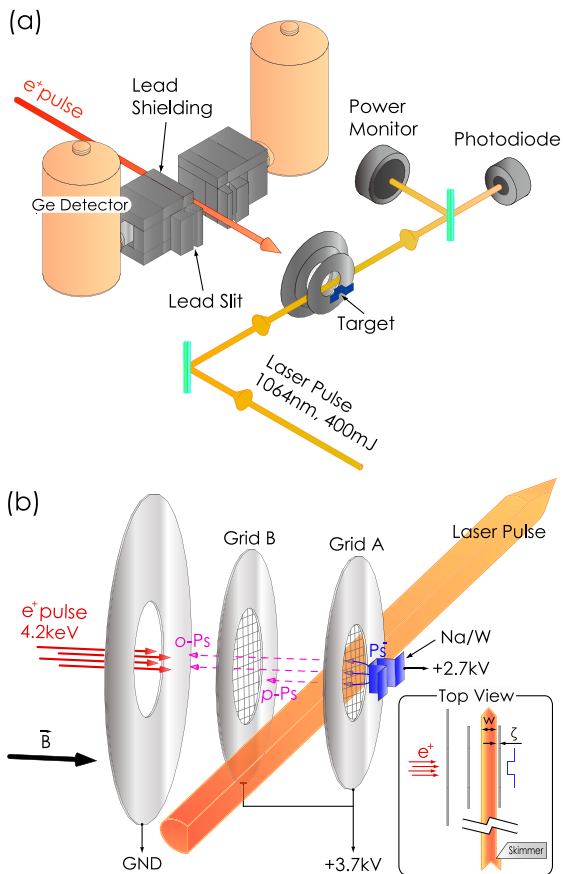 (a)
e⁺pulse
Lead
Shielding
Power
Monitor
Photodiode
Ge Detector
Lead Slit
Target
Laser Pulse
1064nm, 400mJ
(b)
Laser Pulse
Grid B
Grid A
e⁺pulse
4.2keV
o-Ps
Ps⁻
Na/W
+2.7kV
p-Ps
B
Top View
w
ζ
e⁺
Skimmer
GND
+3.7kV